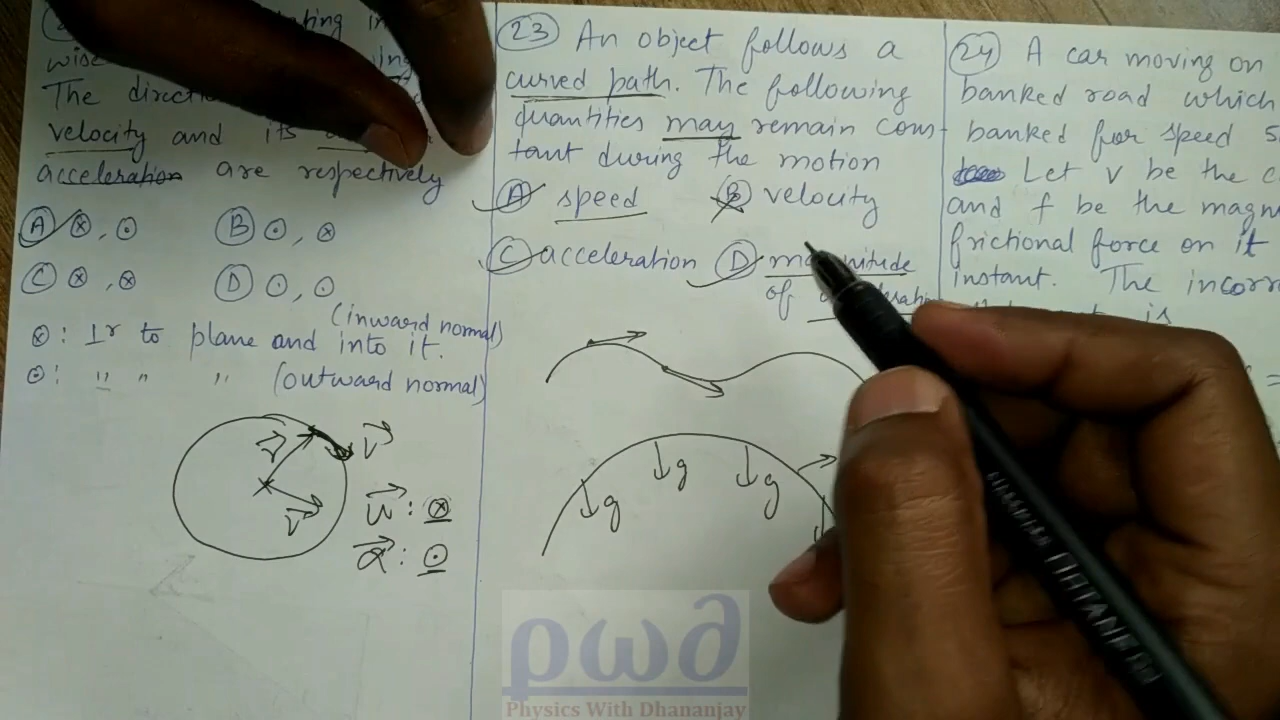 wise
The direc
velocity and its
acceleration are respectively
(A) ⊗, ⊙ (B) ⊙, ⊗
(C) ⊗, ⊗ (D) ⊙, ⊙
(inward normal)
⊗: ⊥r to plane and into it.
⊙: " " " (outward normal)
r⃗ v⃗
r⃗
ω⃗ : ⊗
α⃗ : ⊙
(23) An object follows a
curved path. The following
quantities may remain cons-
tant during the motion
(A) speed (B) velocity
(C) acceleration (D) magnitude
of
g g g
(24) A car moving on
banked road which
banked for speed
Let v be the
and f be the
frictional force on it
instant. The
is
=
pwd
Physics With Dhananjay